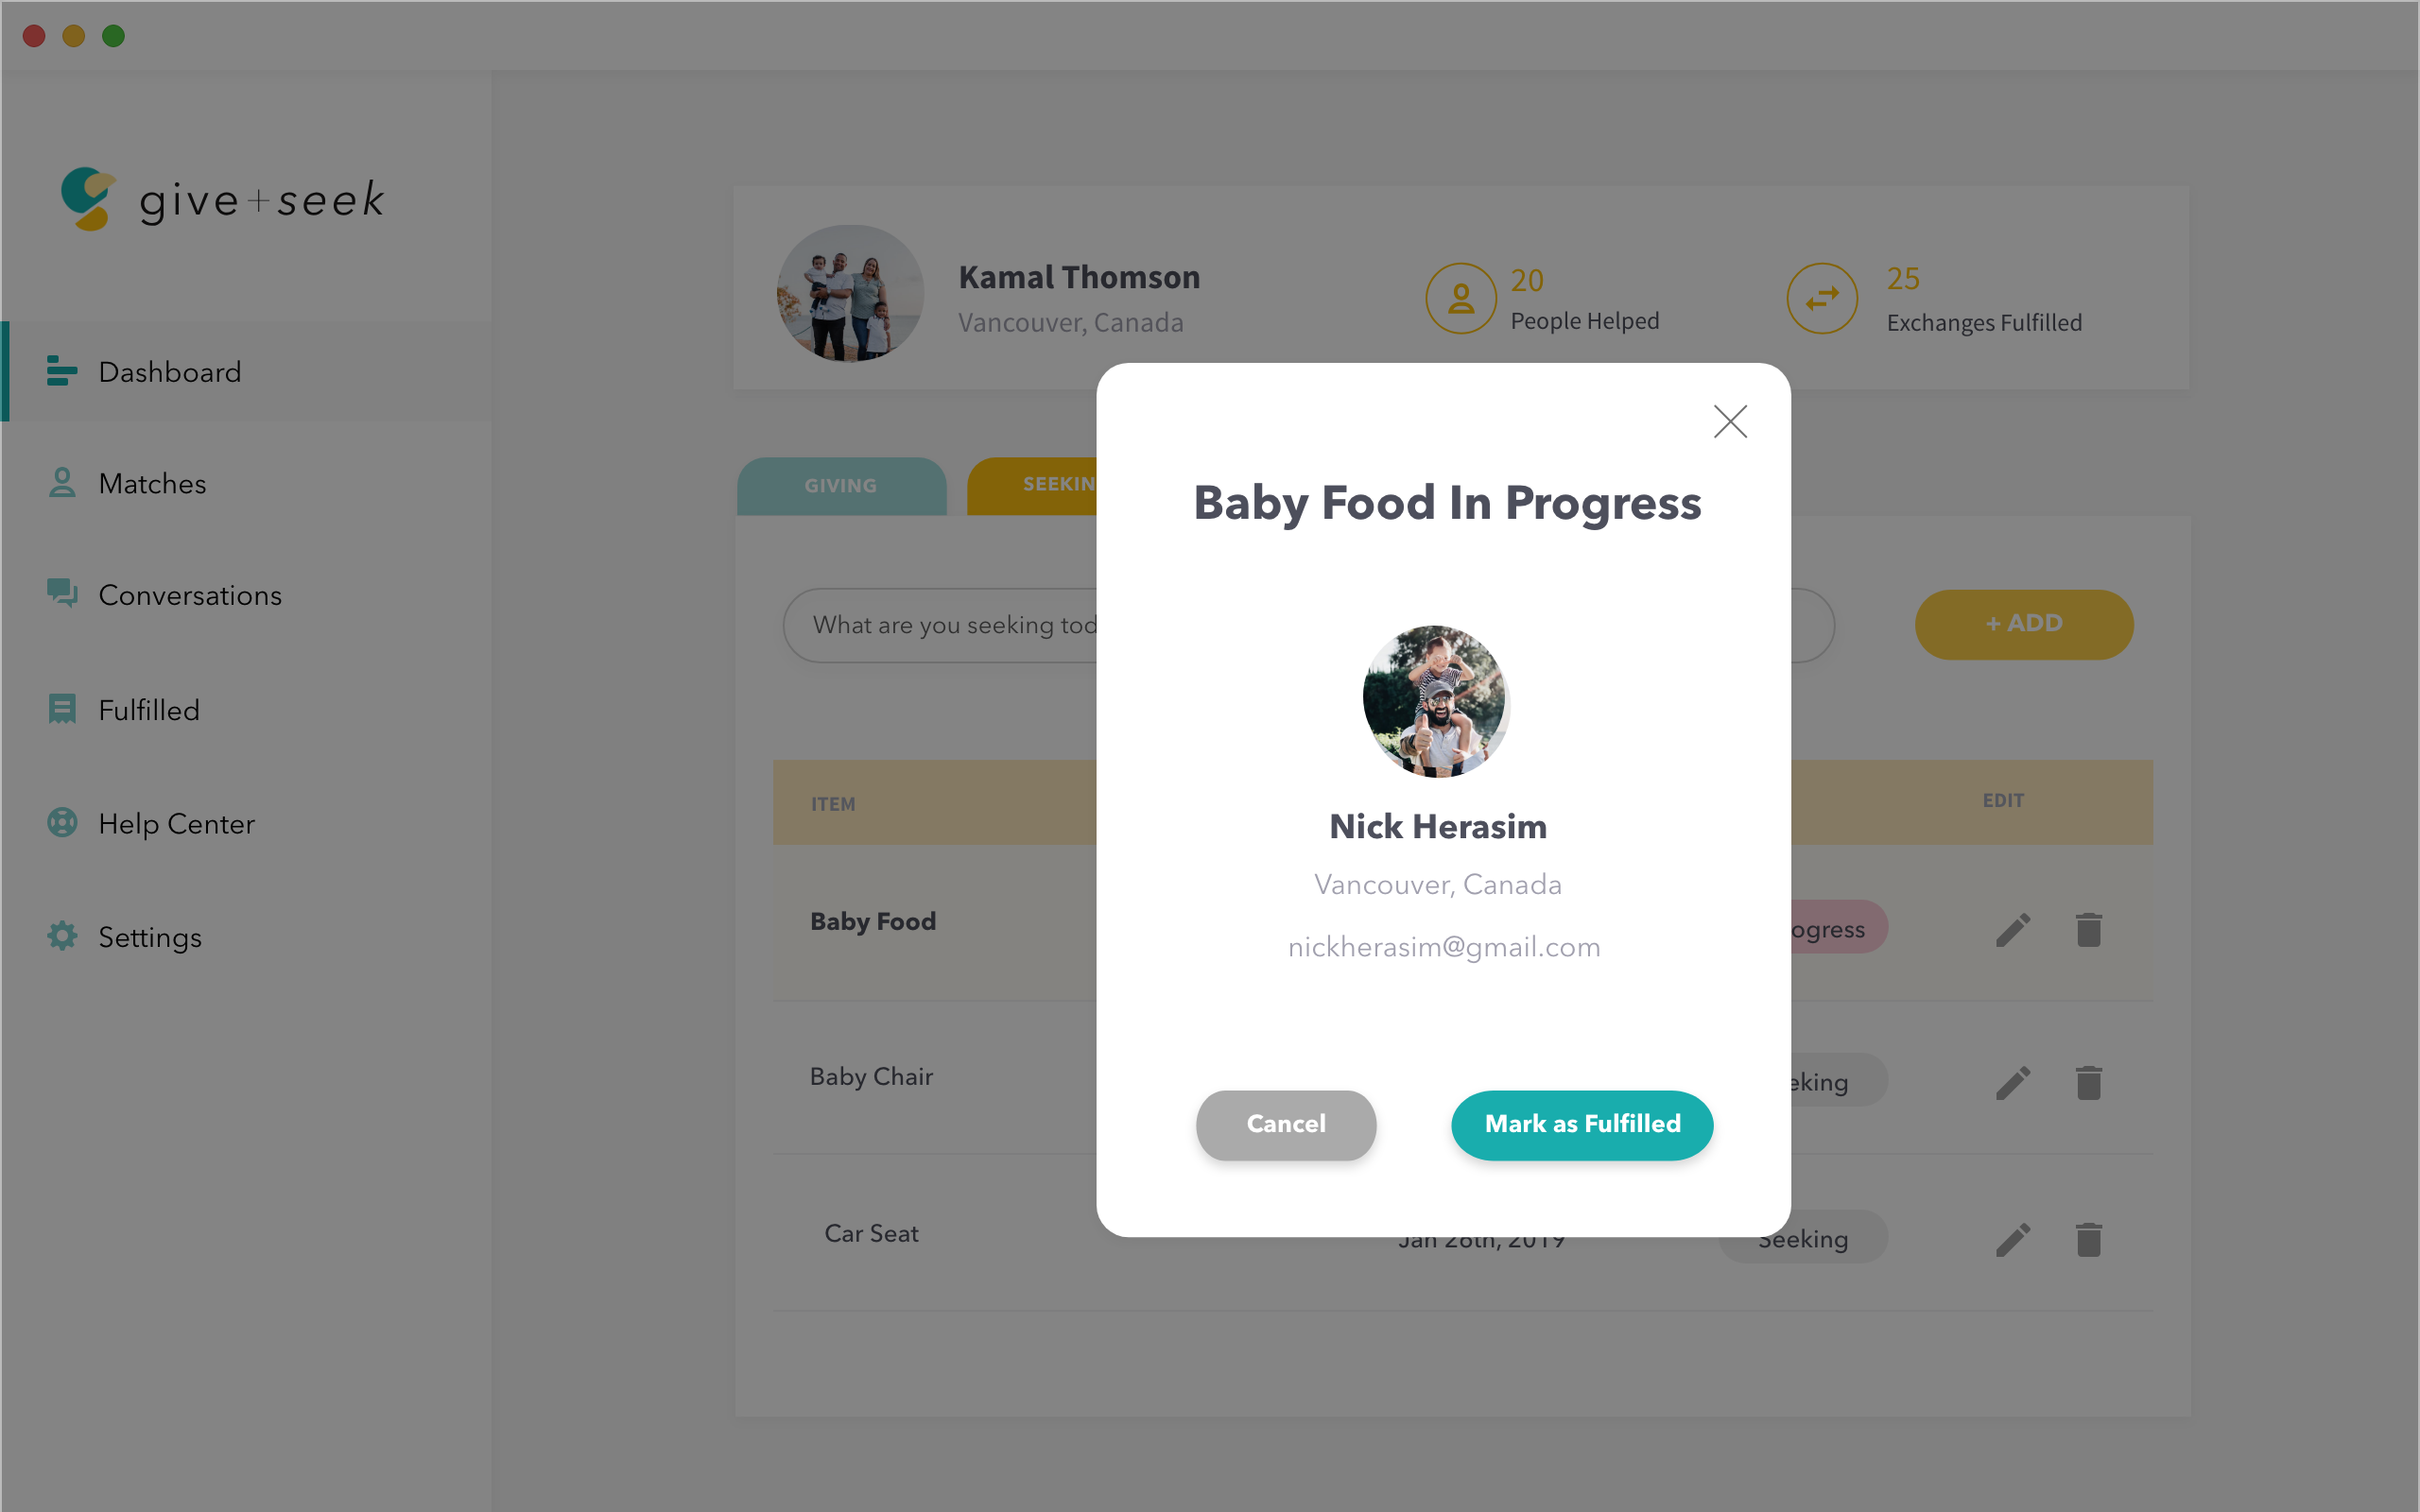 give+seek
Dashboard
Matches
Conversations
Fulfilled
Help Center
Settings
Kamal Thomson
Vancouver, Canada
20
People Helped
25
Exchanges Fulfilled
GIVING
SEEKIN
What are you seeking tod
+ ADD
ITEM
EDIT
Baby Food
ogress
Baby Chair
eking
Car Seat
Jan 26th, 2019
Seeking
Baby Food In Progress
Nick Herasim
Vancouver, Canada
nickherasim@gmail.com
Cancel
Mark as Fulfilled